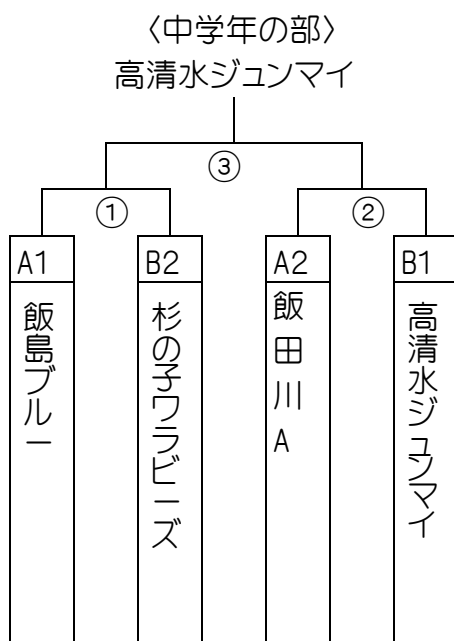 〈中学年の部〉
高清水ジュンマイ
③
①
②
A1
B2
A2
B1
飯島ブルー
杉の子ワラビーズ
飯田川A
高清水ジュンマイ